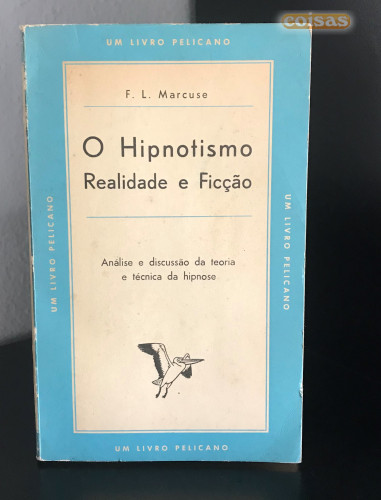 coisas
UM LIVRO PELICANO
F. L. Marcuse
O Hipnotismo
Realidade e Ficção
Análise e discussão da teoria
e técnica da hipnose
UM LIVRO PELICANO
UM LIVRO PELICANO
UM LIVRO PELICANO